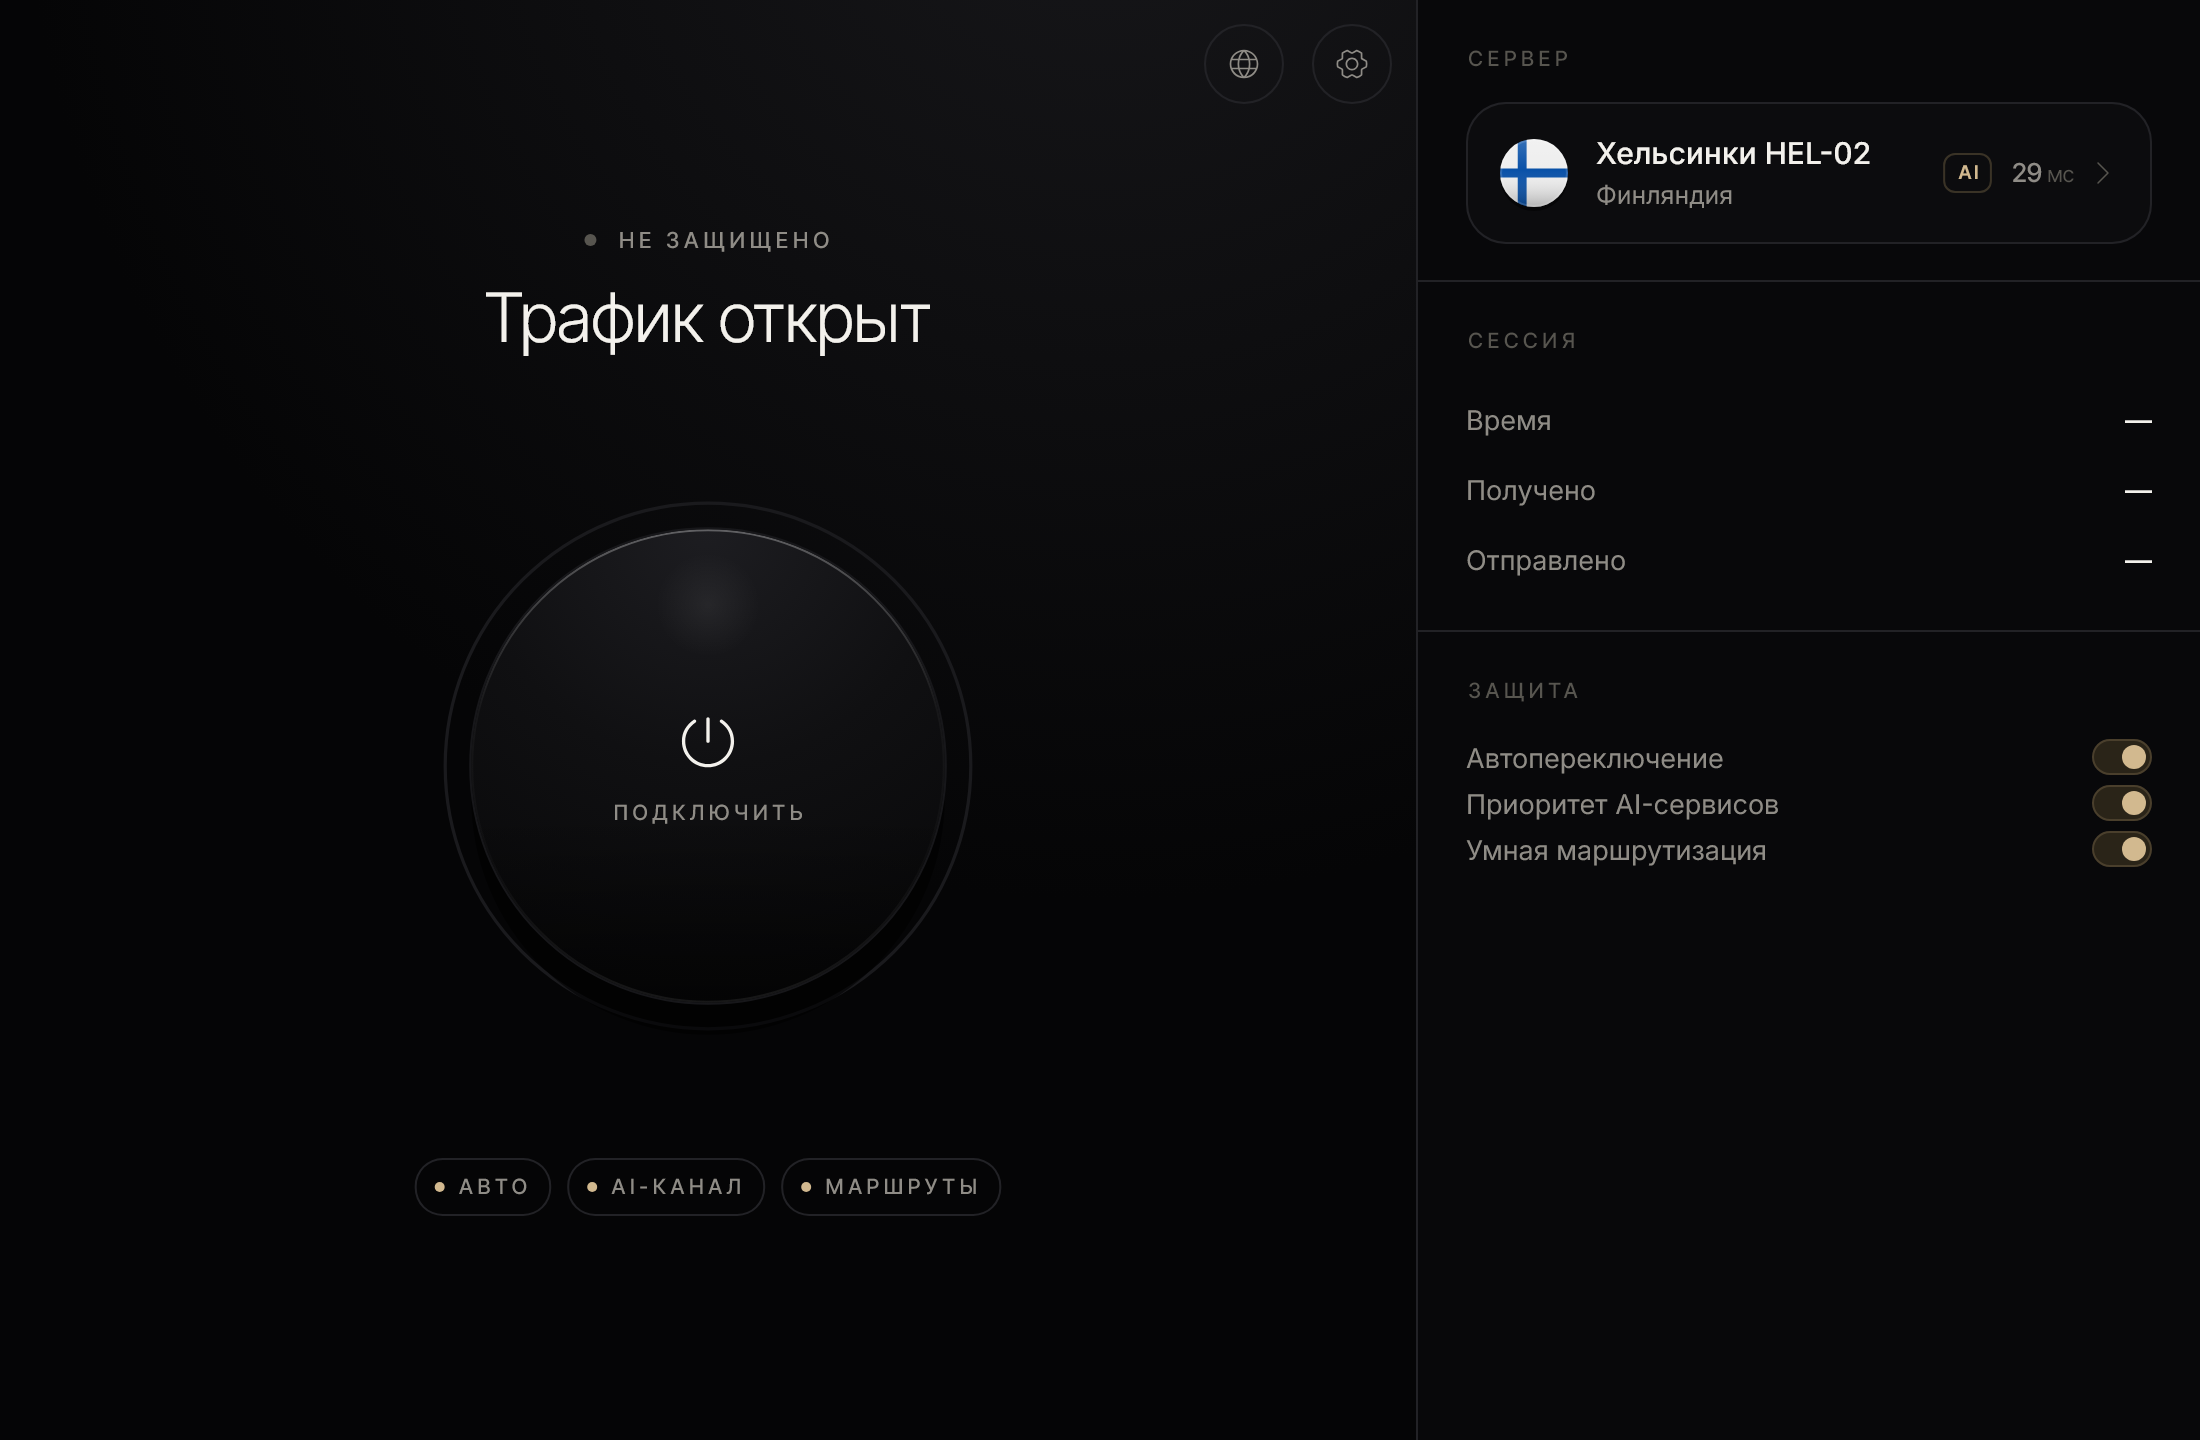 НЕ ЗАЩИЩЕНО
Трафик открыт
ПОДКЛЮЧИТЬ
АВТО
AI-КАНАЛ
МАРШРУТЫ
СЕРВЕР
Хельсинки HEL-02
Финляндия
AI
29 мс
СЕССИЯ
Время —
Получено —
Отправлено —
ЗАЩИТА
Автопереключение
Приоритет AI-сервисов
Умная маршрутизация